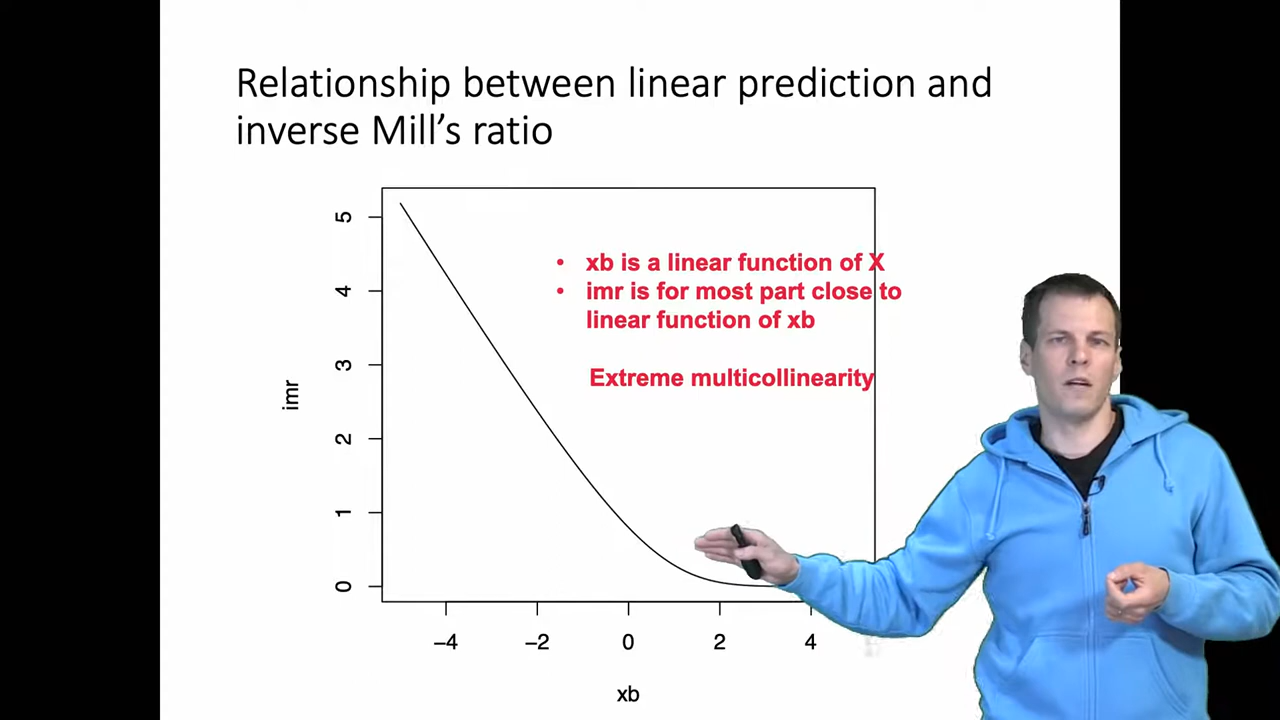 Relationship between linear prediction and
inverse Mill's ratio
5
4
3
2
1
0
imr
• xb is a linear function of X
• imr is for most part close to
linear function of xb
Extreme multicollinearity
−4 −2 0 2 4
xb